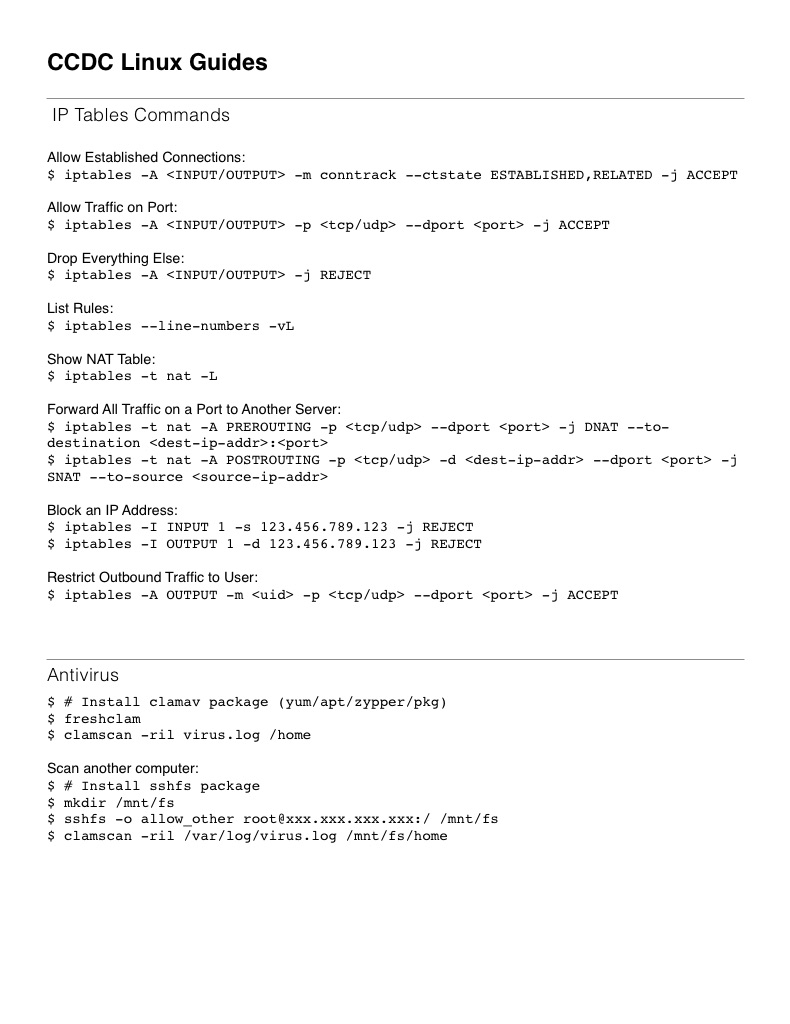 CCDC Linux Guides
IP Tables Commands
Allow Established Connections:
$ iptables -A <INPUT/OUTPUT> -m conntrack --ctstate ESTABLISHED,RELATED -j ACCEPT
Allow Traffic on Port:
$ iptables -A <INPUT/OUTPUT> -p <tcp/udp> --dport <port> -j ACCEPT
Drop Everything Else:
$ iptables -A <INPUT/OUTPUT> -j REJECT
List Rules:
$ iptables --line-numbers -vL
Show NAT Table:
$ iptables -t nat -L
Forward All Traffic on a Port to Another Server:
$ iptables -t nat -A PREROUTING -p <tcp/udp> --dport <port> -j DNAT --to-
destination <dest-ip-addr>:<port>
$ iptables -t nat -A POSTROUTING -p <tcp/udp> -d <dest-ip-addr> --dport <port> -j
SNAT --to-source <source-ip-addr>
Block an IP Address:
$ iptables -I INPUT 1 -s 123.456.789.123 -j REJECT
$ iptables -I OUTPUT 1 -d 123.456.789.123 -j REJECT
Restrict Outbound Traffic to User:
$ iptables -A OUTPUT -m <uid> -p <tcp/udp> --dport <port> -j ACCEPT
Antivirus
$ # Install clamav package (yum/apt/zypper/pkg)
$ freshclam
$ clamscan -ril virus.log /home
Scan another computer:
$ # Install sshfs package
$ mkdir /mnt/fs
$ sshfs -o allow_other root@xxx.xxx.xxx.xxx:/ /mnt/fs
$ clamscan -ril /var/log/virus.log /mnt/fs/home